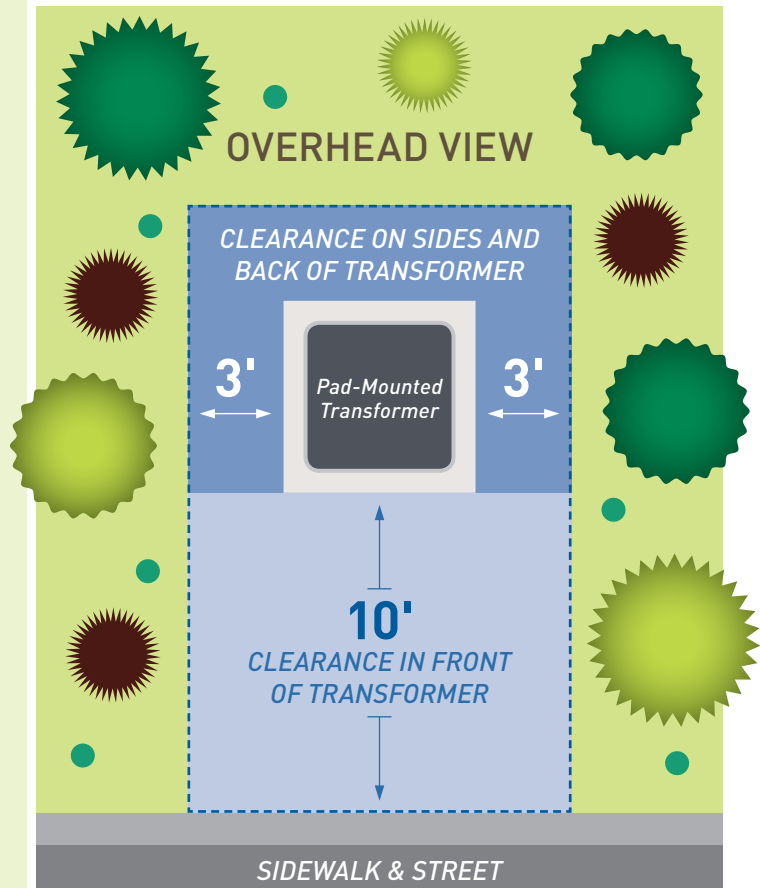 OVERHEAD VIEW
CLEARANCE ON SIDES AND
BACK OF TRANSFORMER
3'
Pad-Mounted
Transformer
3'
10'
CLEARANCE IN FRONT
OF TRANSFORMER
SIDEWALK & STREET